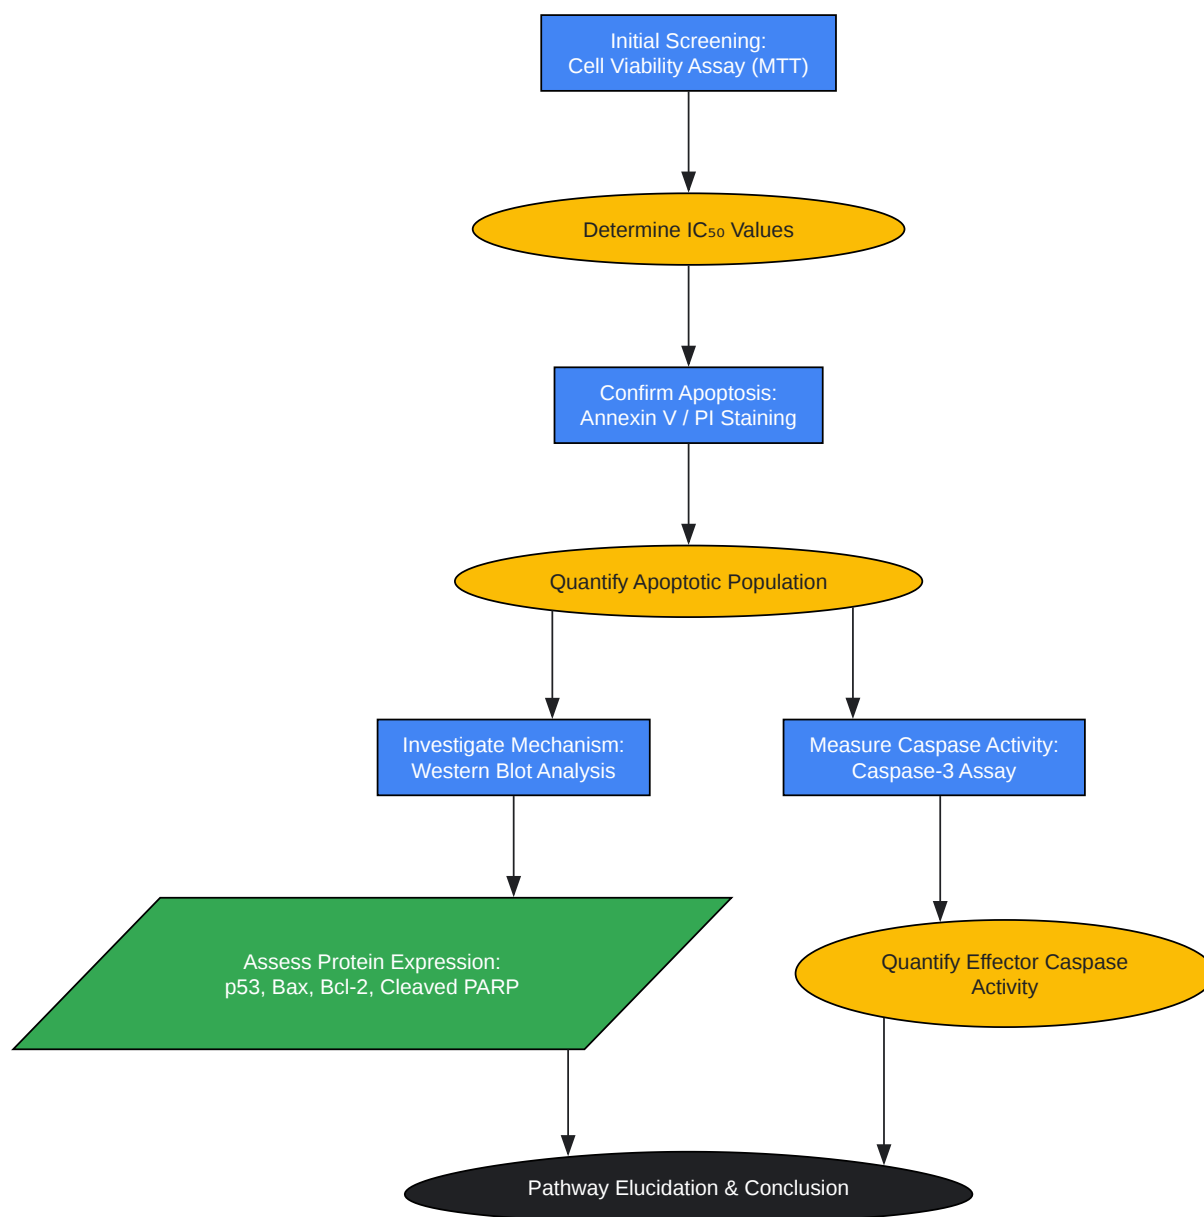 Initial Screening:
Cell Viability Assay (MTT)
Determine IC₅₀ Values
Confirm Apoptosis:
Annexin V / PI Staining
Quantify Apoptotic Population
Investigate Mechanism:
Western Blot Analysis
Measure Caspase Activity:
Caspase-3 Assay
Assess Protein Expression:
p53, Bax, Bcl-2, Cleaved PARP
Quantify Effector Caspase
Activity
Pathway Elucidation & Conclusion